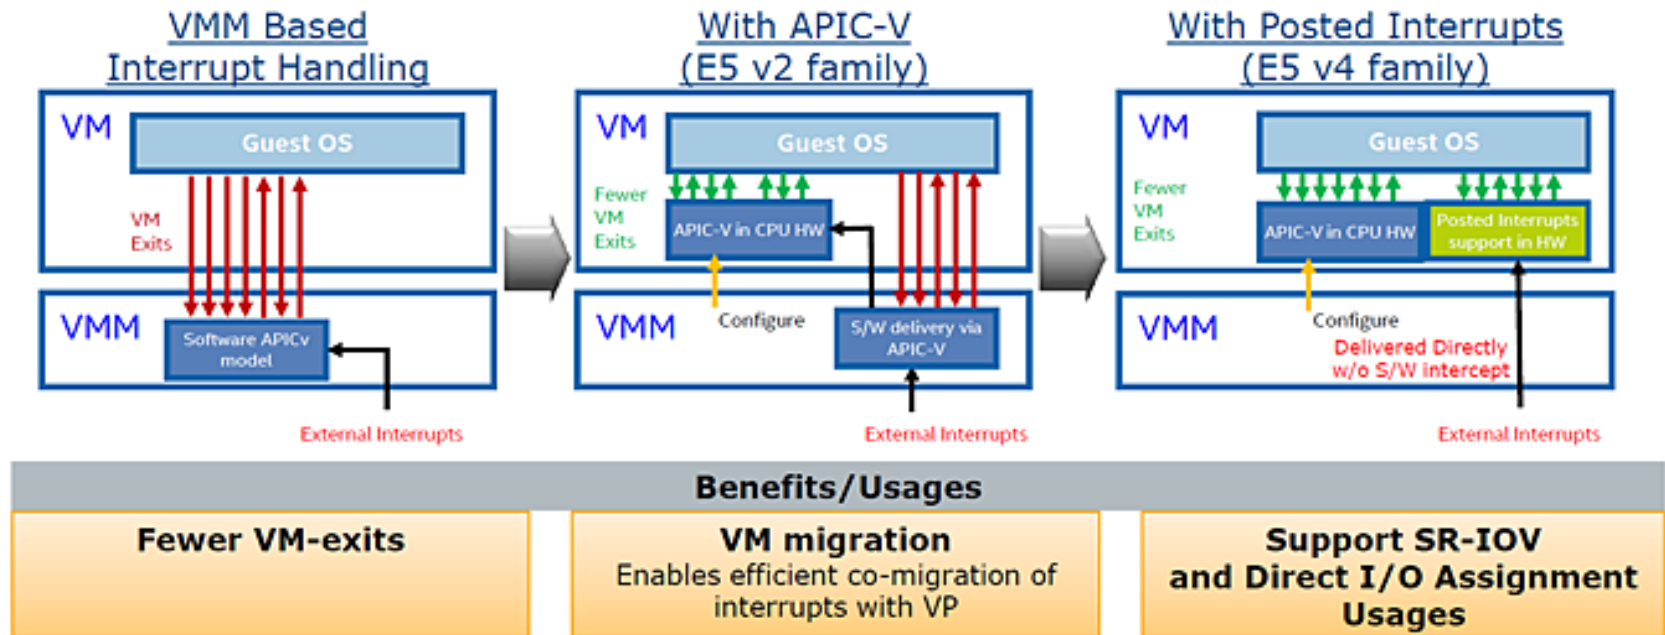 VMM Based
Interrupt Handling
VM
Guest OS
VM
Exits
VMM
Software APICv
model
External Interrupts
With APIC-V
(E5 v2 family)
VM
Guest OS
Fewer
VM
Exits
APIC-V in CPU HW
VMM
Configure
S/W delivery via
APIC-V
External Interrupts
With Posted Interrupts
(E5 v4 family)
VM
Guest OS
Fewer
VM
Exits
APIC-V in CPU HW
Posted Interrupts
support in HW
VMM
Configure
Delivered Directly
w/o S/W intercept
External Interrupts
Benefits/Usages
Fewer VM-exits
VM migration
Enables efficient co-migration of
interrupts with VP
Support SR-IOV
and Direct I/O Assignment
Usages